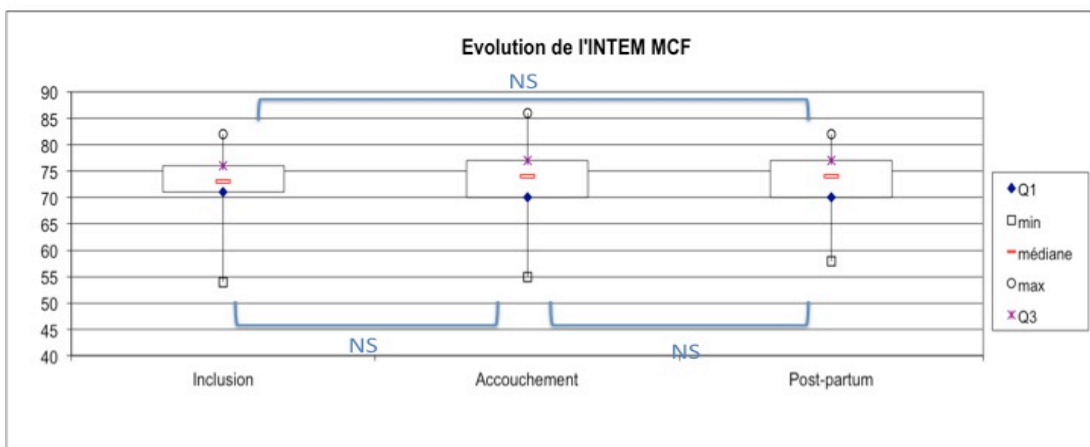 Evolution de l'INTEM MCF
NS
90
85
80
75
70
65
60
55
50
45
40
NS
NS
Inclusion
Accouchement
Post-partum
Q1
min
médiane
max
Q3